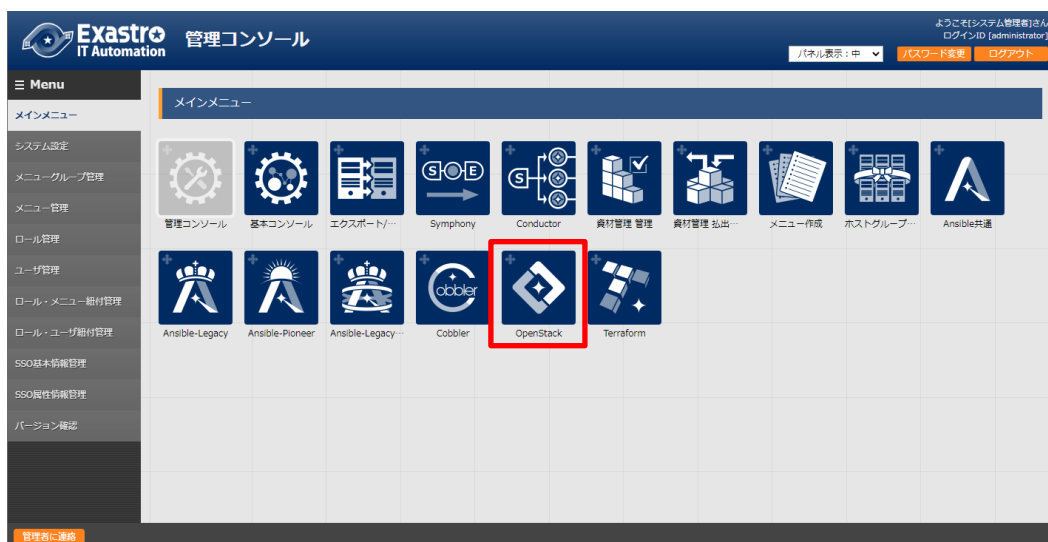 Exastro
IT Automation
管理コンソール
ようこそ[システム管理者]さん
ログインID [administrator]
パネル表示：中
パスワード変更
ログアウト
Menu
メインメニュー
システム設定
メニューグループ管理
メニュー管理
ロール管理
ユーザ管理
ロール・メニュー紐付管理
ロール・ユーザ紐付管理
SSO基本情報管理
SSO属性情報管理
バージョン確認
メインメニュー
管理コンソール
基本コンソール
エクスポート/…
Symphony
Conductor
資材管理 管理
資材管理 払出…
メニュー作成
ホストグループ…
Ansible共通
Cobbler
Ansible-Legacy
Ansible-Pioneer
Ansible-Legacy…
Cobbler
OpenStack
Terraform
管理者に連絡